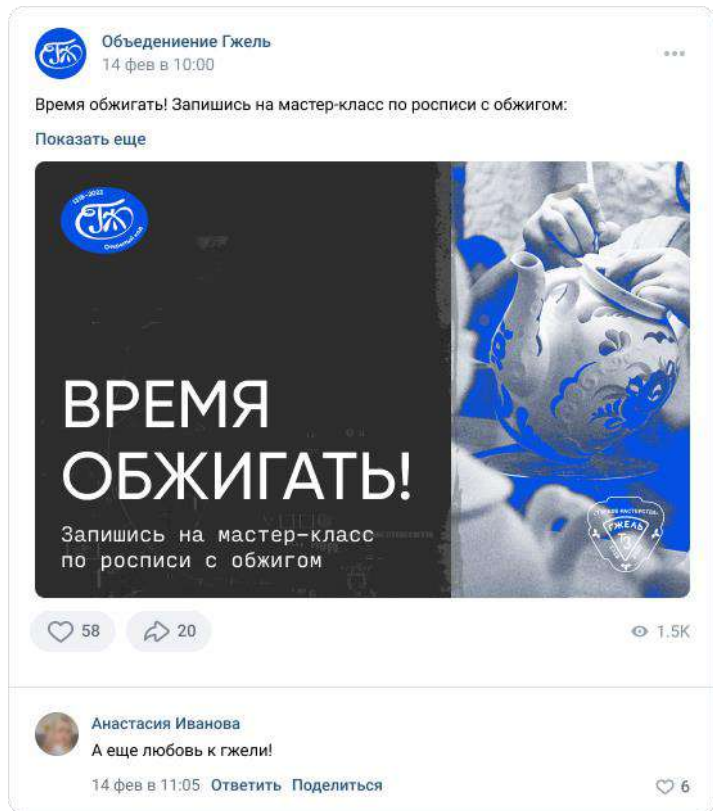 Объедениение Гжель
14 фев в 10:00
Время обжигать! Запишись на мастер-класс по росписи с обжигом:
Показать еще
ВРЕМЯ
ОБЖИГАТЬ!
Запишись на мастер-класс
по росписи с обжигом
ГЖЕЛЬ
58
20
1.5K
Анастасия Иванова
А еще любовь к гжели!
14 фев в 11:05 Ответить Поделиться
6